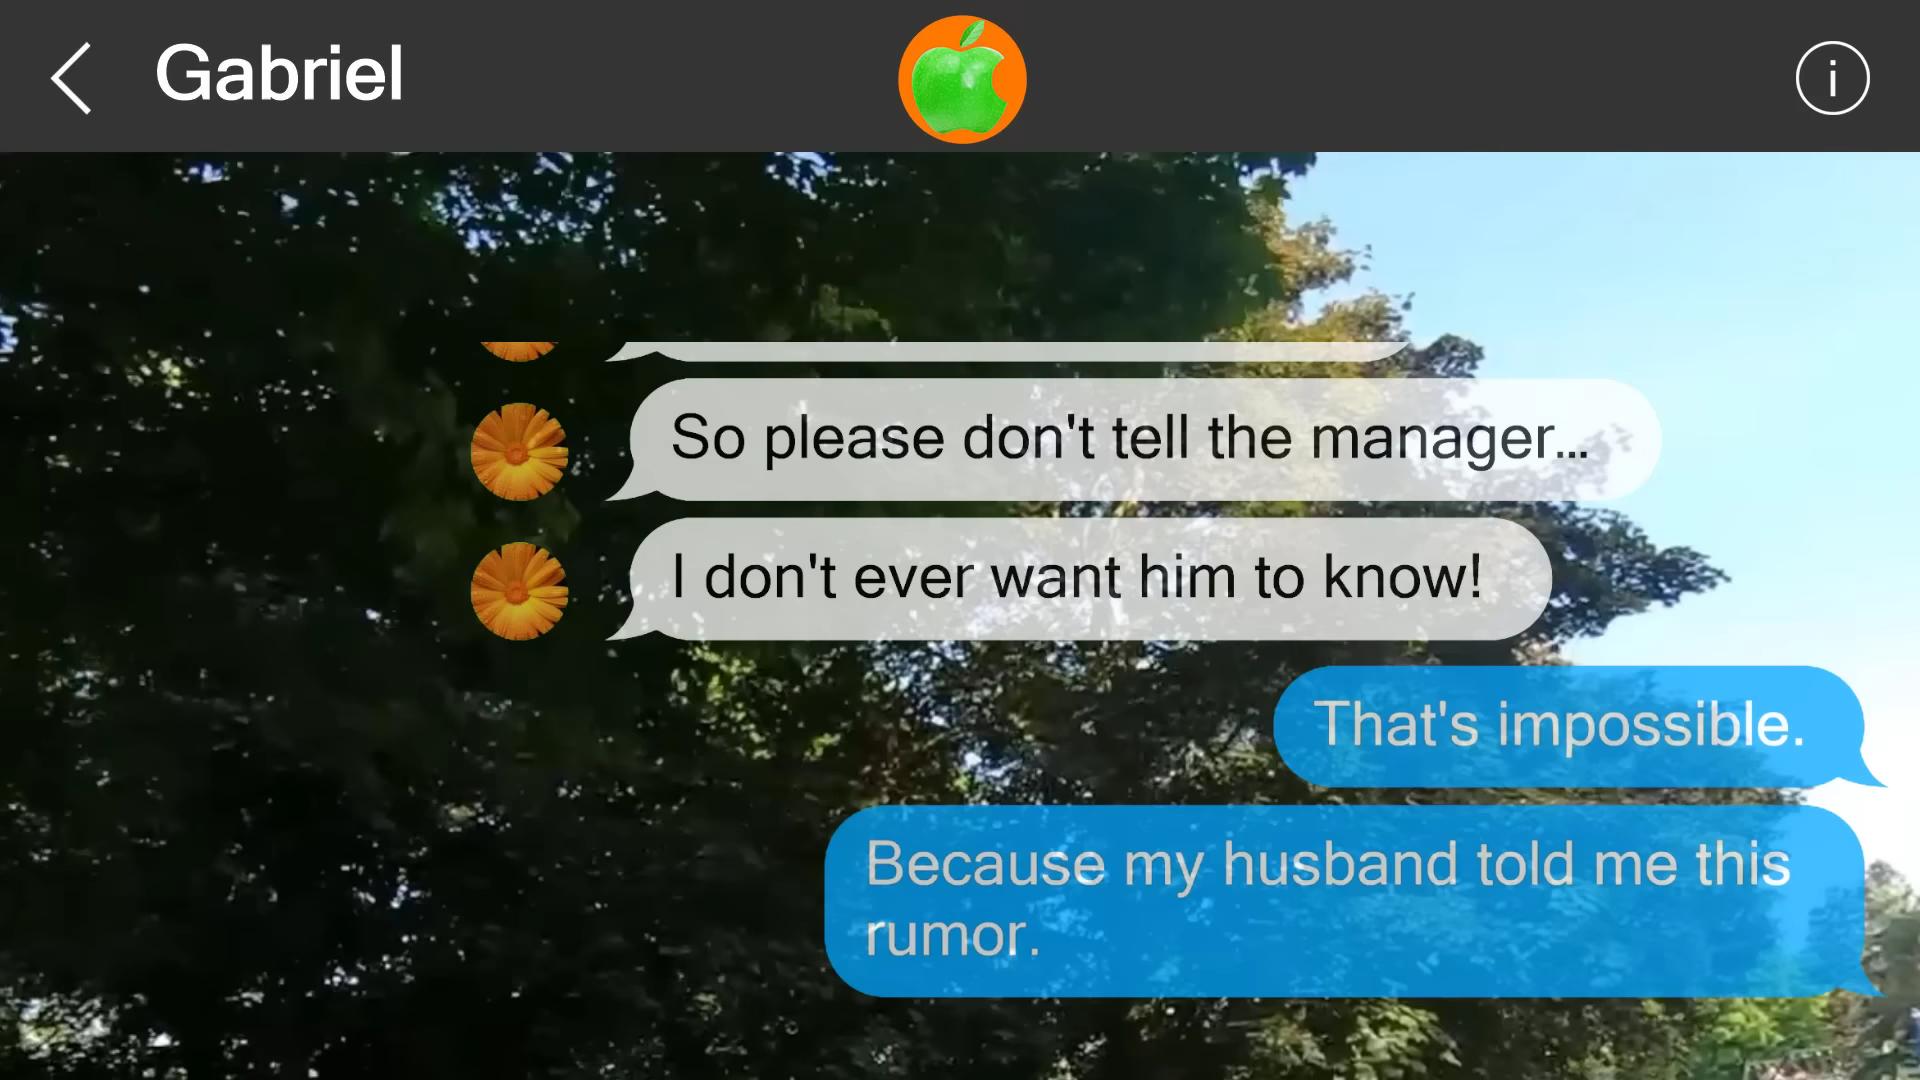 Gabriel
i
So please don't tell the manager...
I don't ever want him to know!
That's impossible.
Because my husband told me this
rumor.